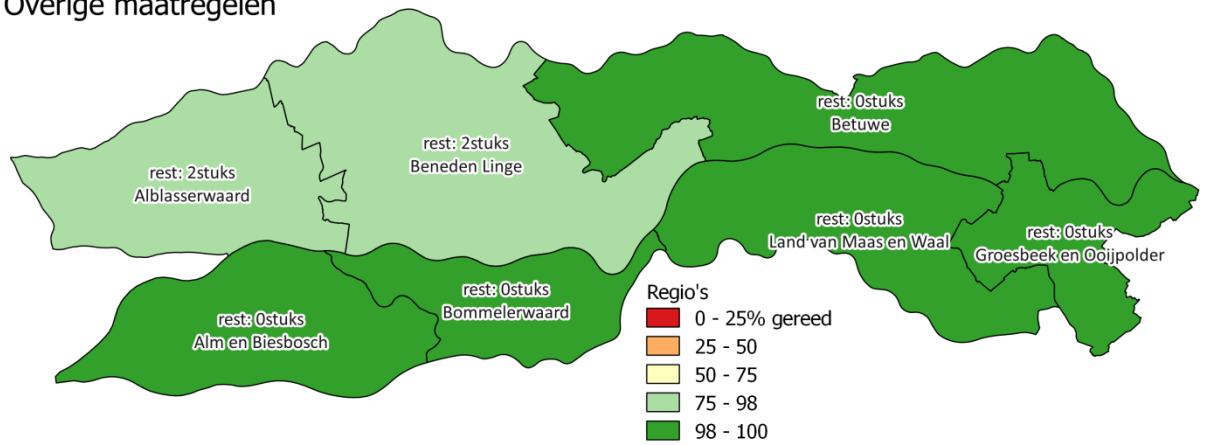 Overige maatregelen
rest: 0stuks
Betuwe
rest: 2stuks
Beneden Linge
rest: 2stuks
Alblasserwaard
rest: 0stuks
Land van Maas en Waal
rest: 0stuks
Groesbeek en Ooijpolder
rest: 0stuks
Bommelerwaard
rest: 0stuks
Alm en Biesbosch
Regio's
0 - 25% gereed
25 - 50
50 - 75
75 - 98
98 - 100